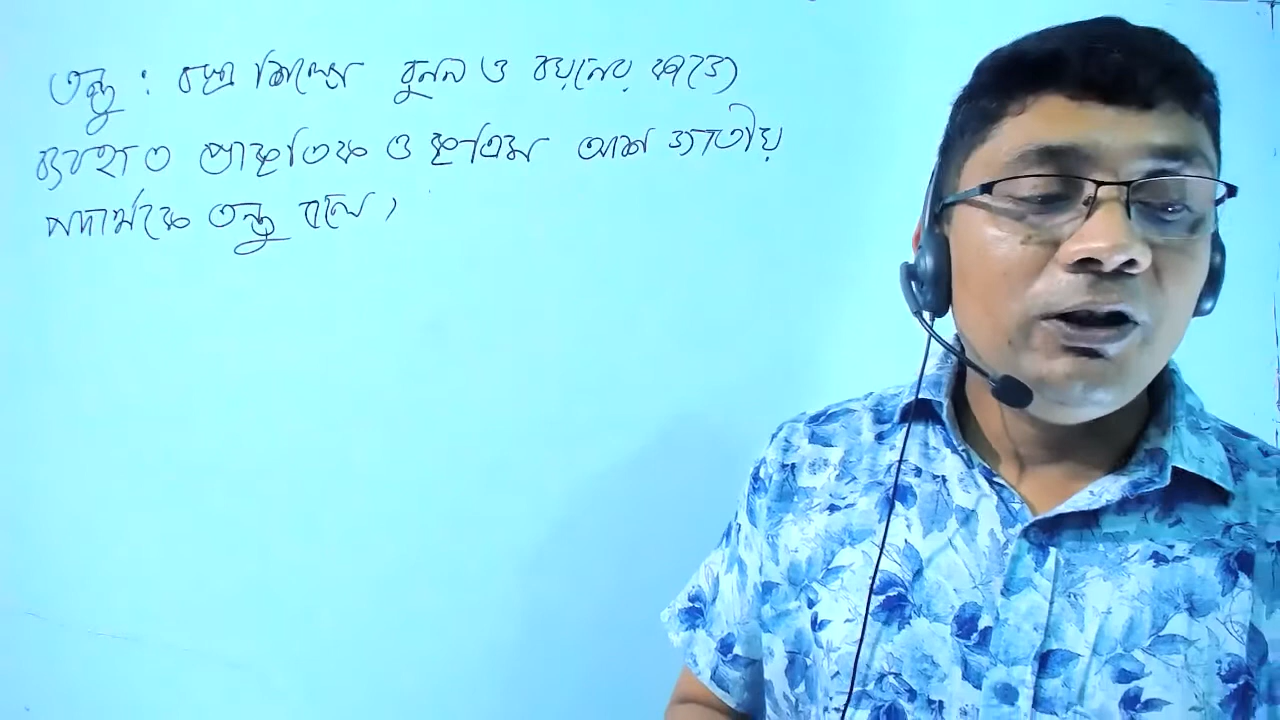 তন্তু : বস্ত্র শিল্পে বুনন ও বয়নের কাজে
ব্যবহৃত প্রাকৃতিক ও কৃত্রিম আঁশ জাতীয়
পদার্থকে তন্তু বলে।